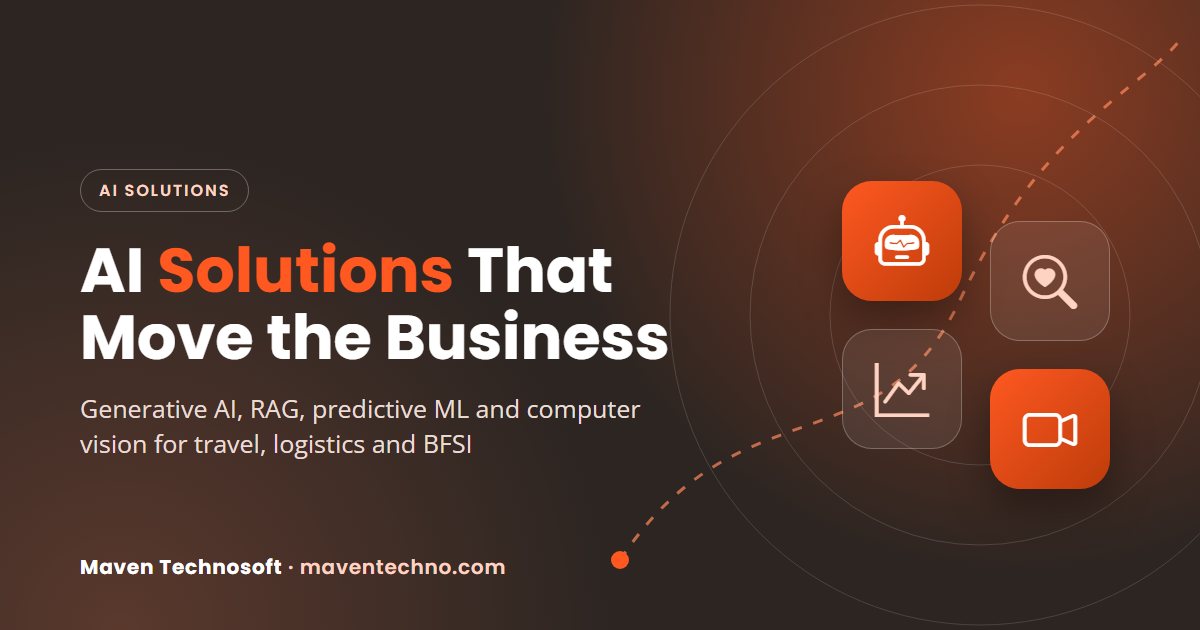 AI SOLUTIONS
AI Solutions That
Move the Business
Generative AI, RAG, predictive ML and computer
vision for travel, logistics and BFSI
Maven Technosoft · maventechno.com